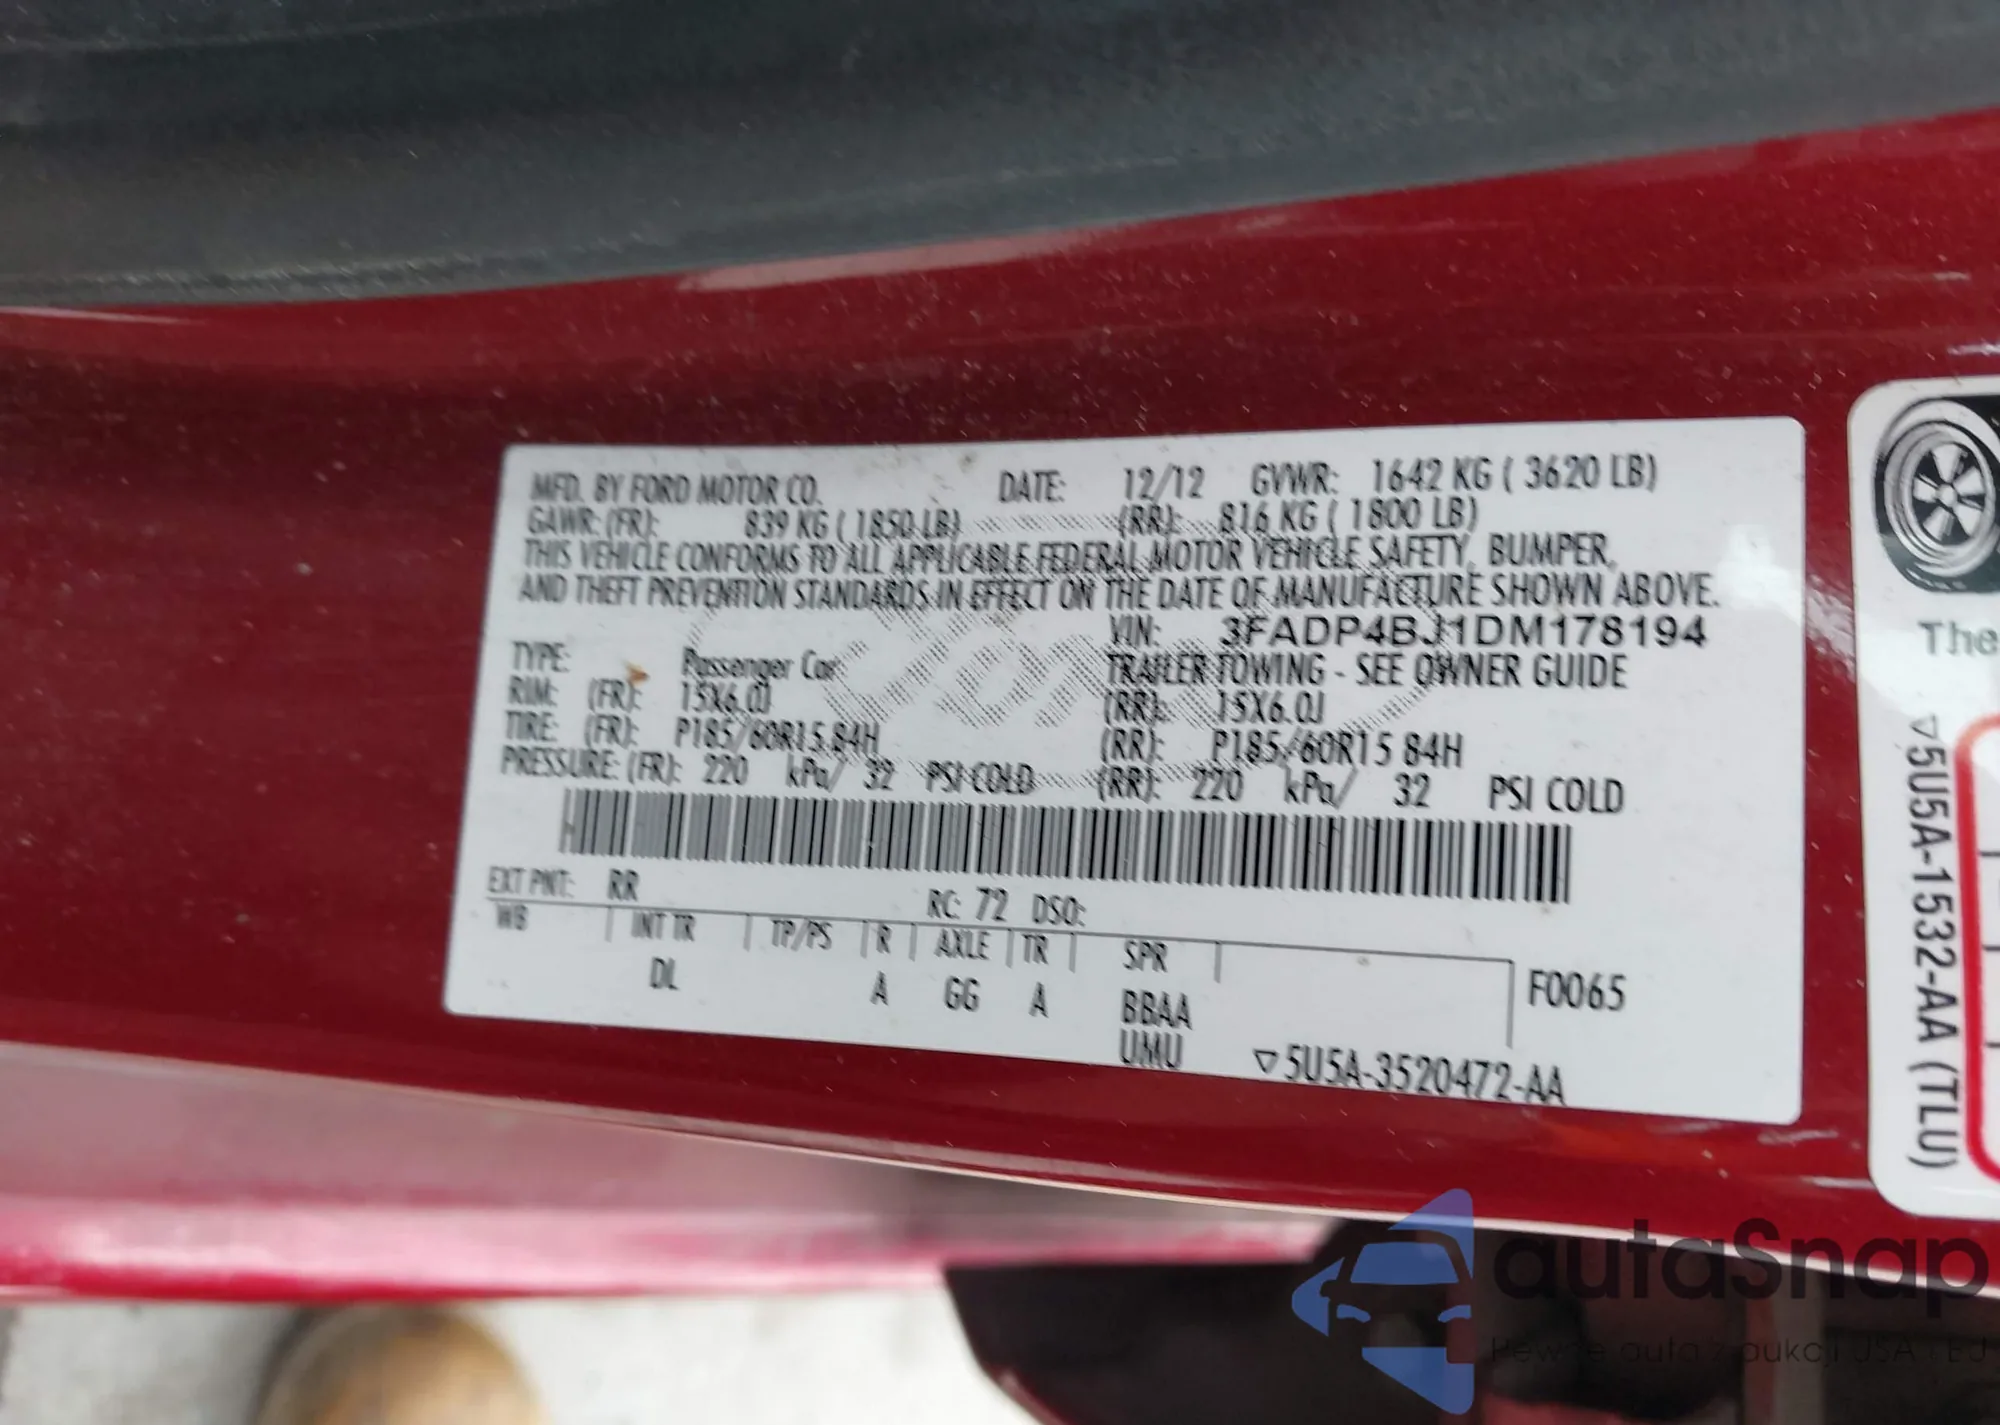 MFD. BY FORD MOTOR CO. DATE: 12/12 GVWR: 1642 KG ( 3620 LB)
GAWR: (FR): 839 KG ( 1850 LB) (RR): 816 KG ( 1800 LB)
THIS VEHICLE CONFORMS TO ALL APPLICABLE FEDERAL MOTOR VEHICLE SAFETY, BUMPER,
AND THEFT PREVENTION STANDARDS IN EFFECT ON THE DATE OF MANUFACTURE SHOWN ABOVE.
VIN: 3FADP4BJ1DM178194
TYPE: Passenger Car TRAILER TOWING - SEE OWNER GUIDE
RIM: (FR): 15X6.0J (RR): 15X6.0J
TIRE: (FR): P185/60R15 84H (RR): P185/60R15 84H
PRESSURE: (FR): 220 kPa/ 32 PSI COLD (RR): 220 kPa/ 32 PSI COLD
EXT PNT: RR RC: 72 DSO:
WB INT TR TP/PS R AXLE TR SPR
DL A GG A BBAA F0065
UMU ▽5U5A-3520472-AA
The
▽5U5A-1532-AA (TLU)
autaSnap
Pewne auta z aukcji USA i EU